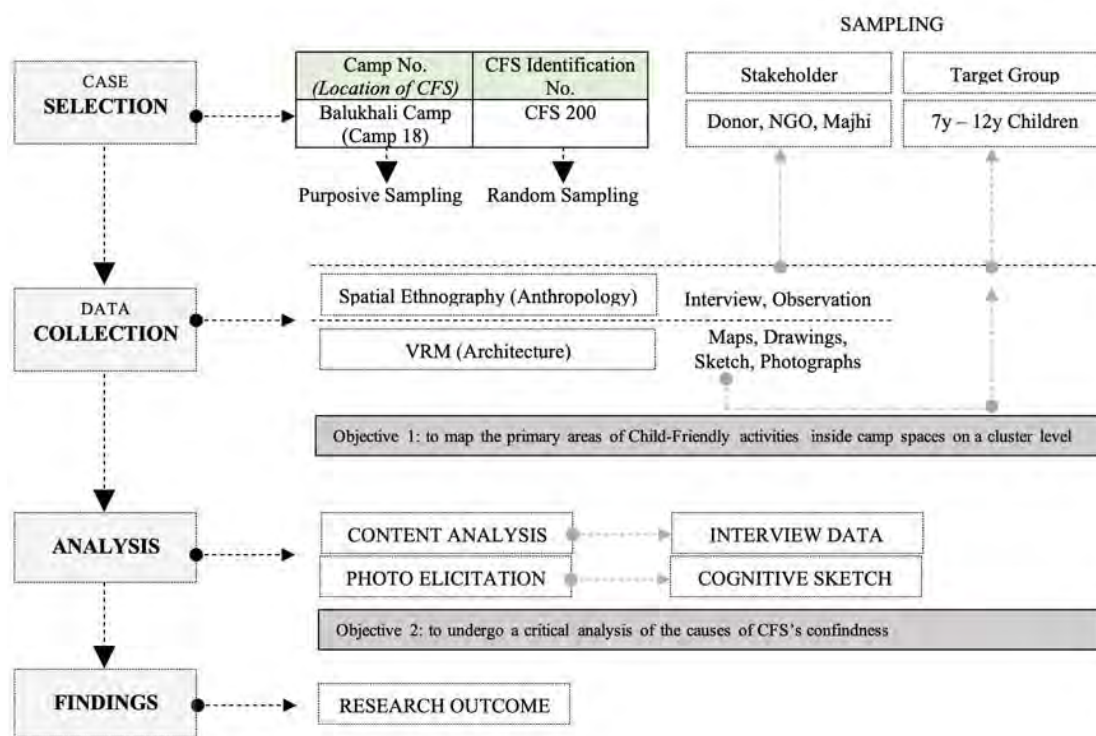 SAMPLING
CASE
SELECTION
Camp No.
(Location of CFS)
CFS Identification
No.
Balukhali Camp
(Camp 18)
CFS 200
Purposive Sampling
Random Sampling
Stakeholder
Target Group
Donor, NGO, Majhi
7y – 12y Children
DATA
COLLECTION
Spatial Ethnography (Anthropology)
Interview, Observation
VRM (Architecture)
Maps, Drawings,
Sketch, Photographs
Objective 1: to map the primary areas of Child-Friendly activities inside camp spaces on a cluster level
ANALYSIS
CONTENT ANALYSIS
INTERVIEW DATA
PHOTO ELICITATION
COGNITIVE SKETCH
Objective 2: to undergo a critical analysis of the causes of CFS's confindness
FINDINGS
RESEARCH OUTCOME